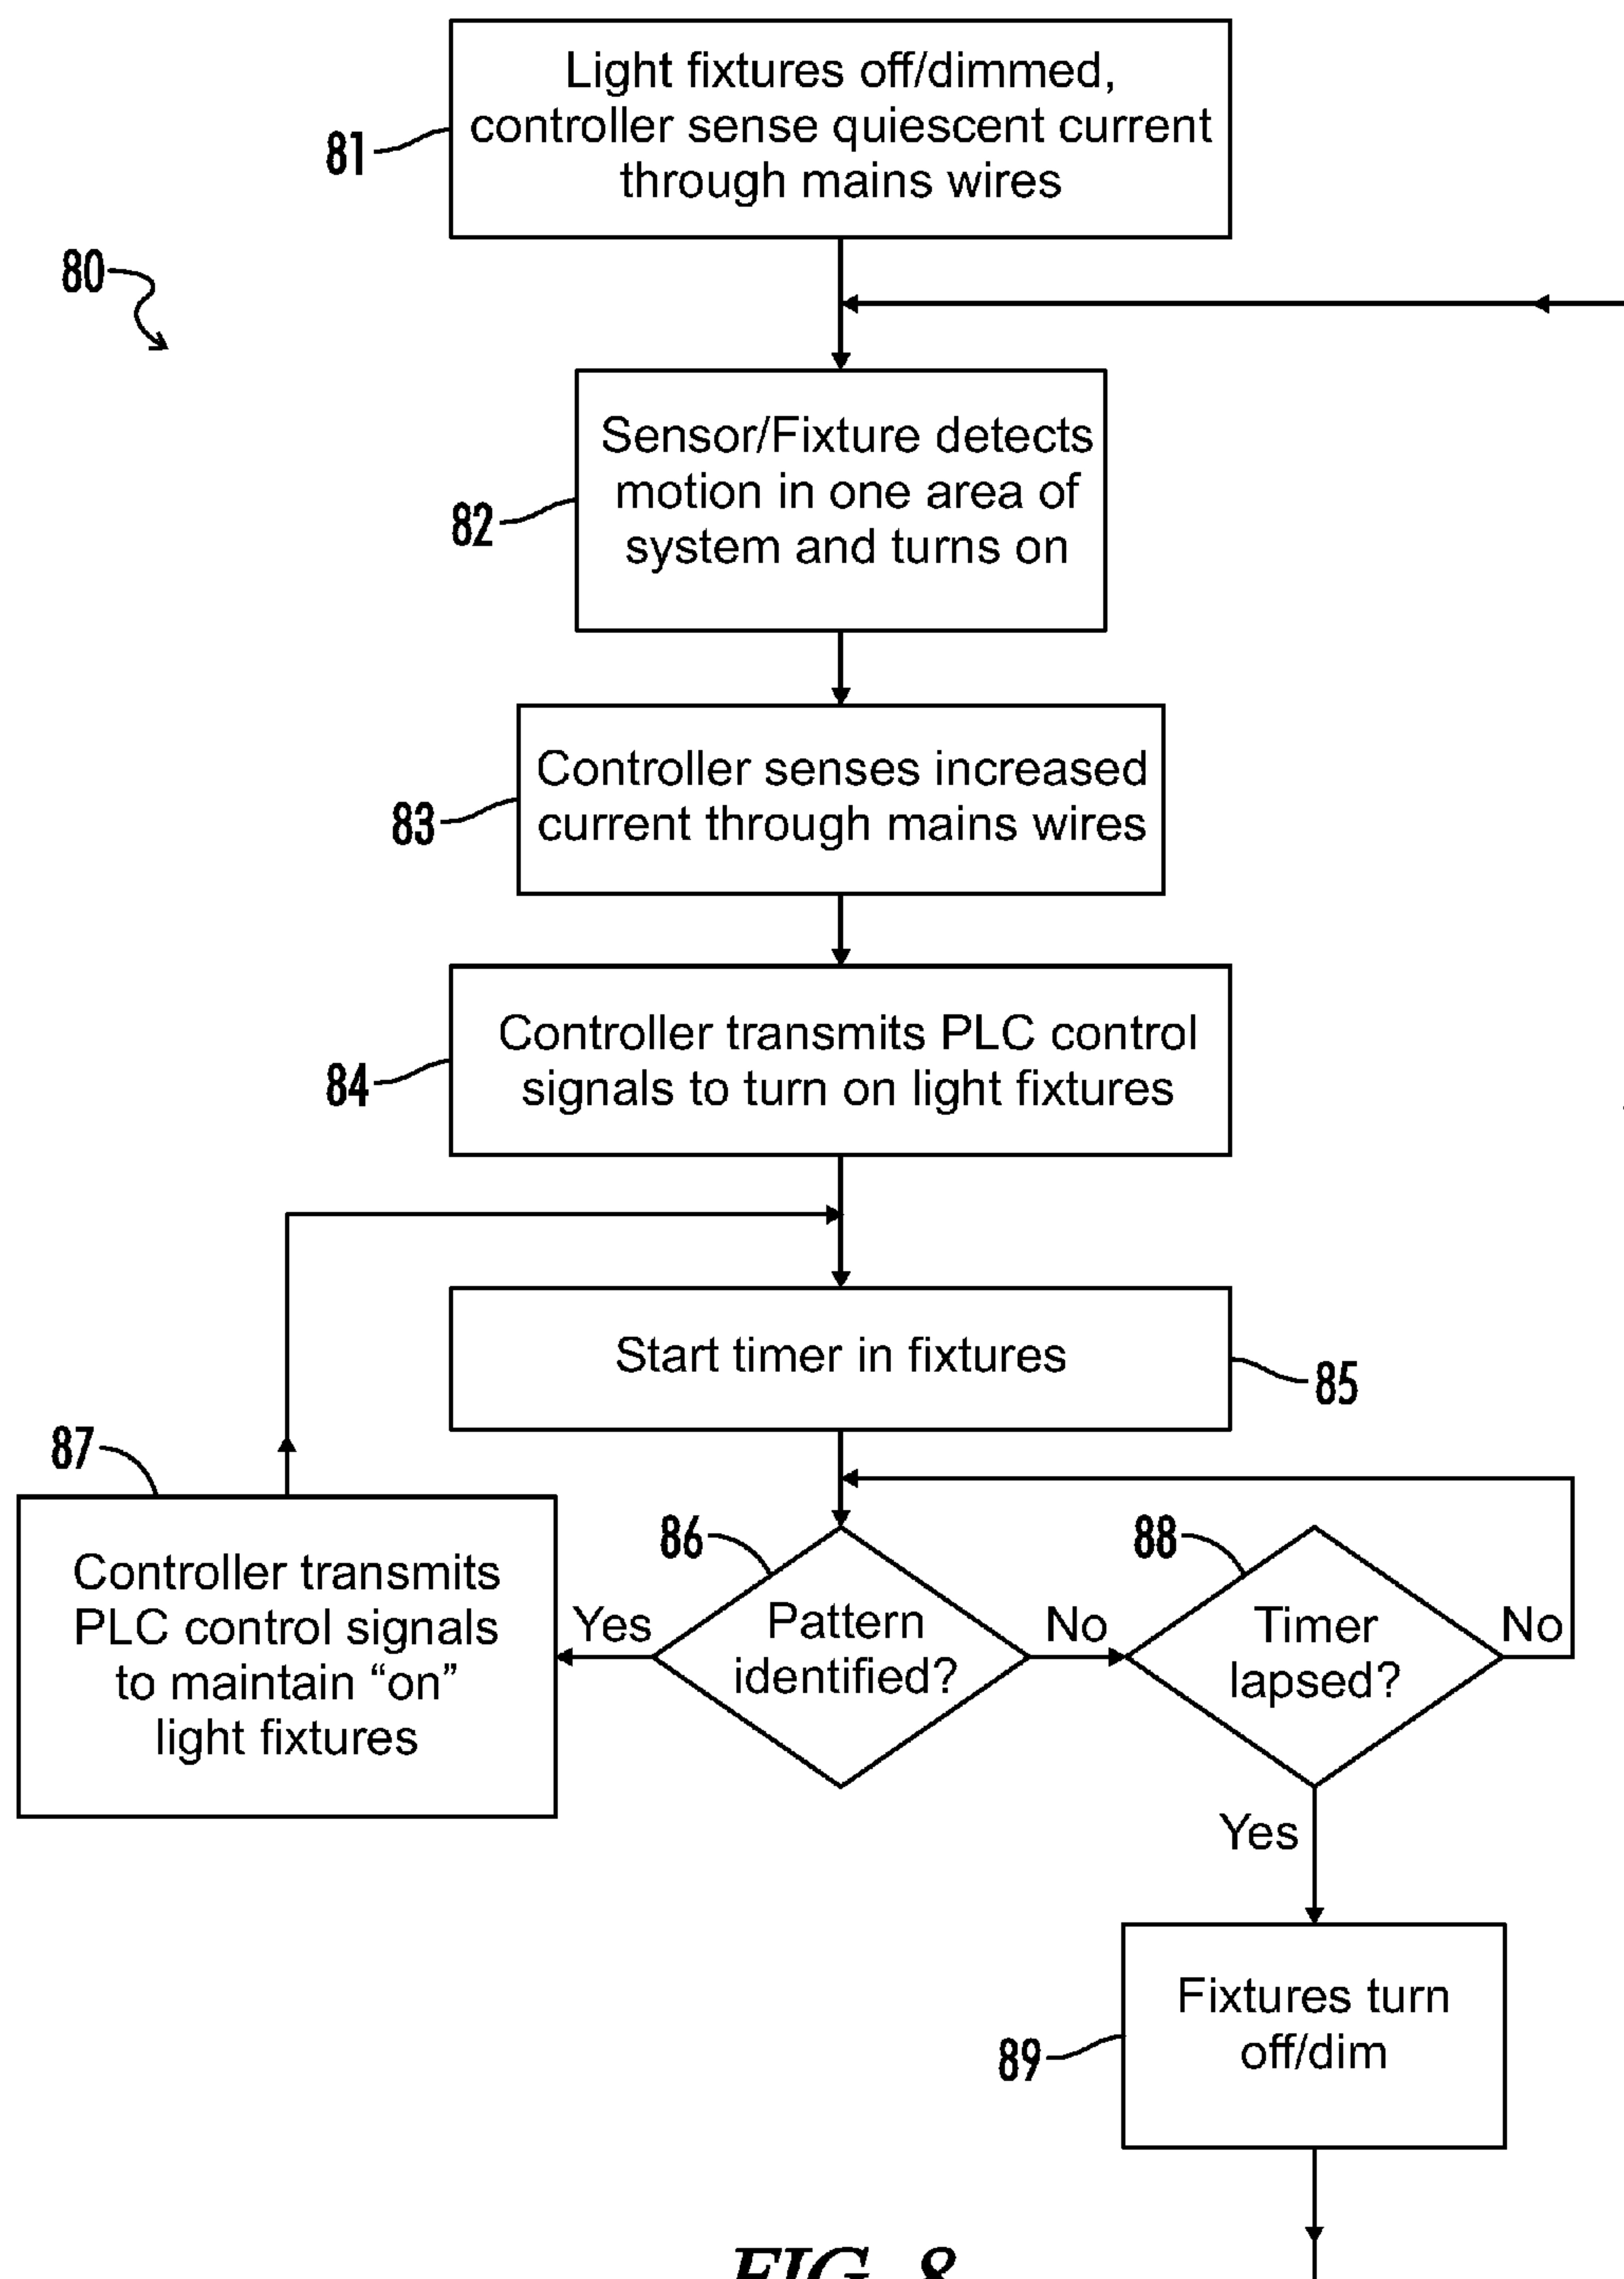 Light fixtures off/dimmed,
controller sense quiescent current
through mains wires
81
80
Sensor/Fixture detects
motion in one area of
system and turns on
82
Controller senses increased
current through mains wires
83
Controller transmits PLC control
signals to turn on light fixtures
84
Start timer in fixtures
85
87
Controller transmits
PLC control signals
to maintain “on”
light fixtures
Yes
86
Pattern
identified?
No
88
Timer
lapsed?
No
Yes
Fixtures turn
off/dim
89
FIG. 8